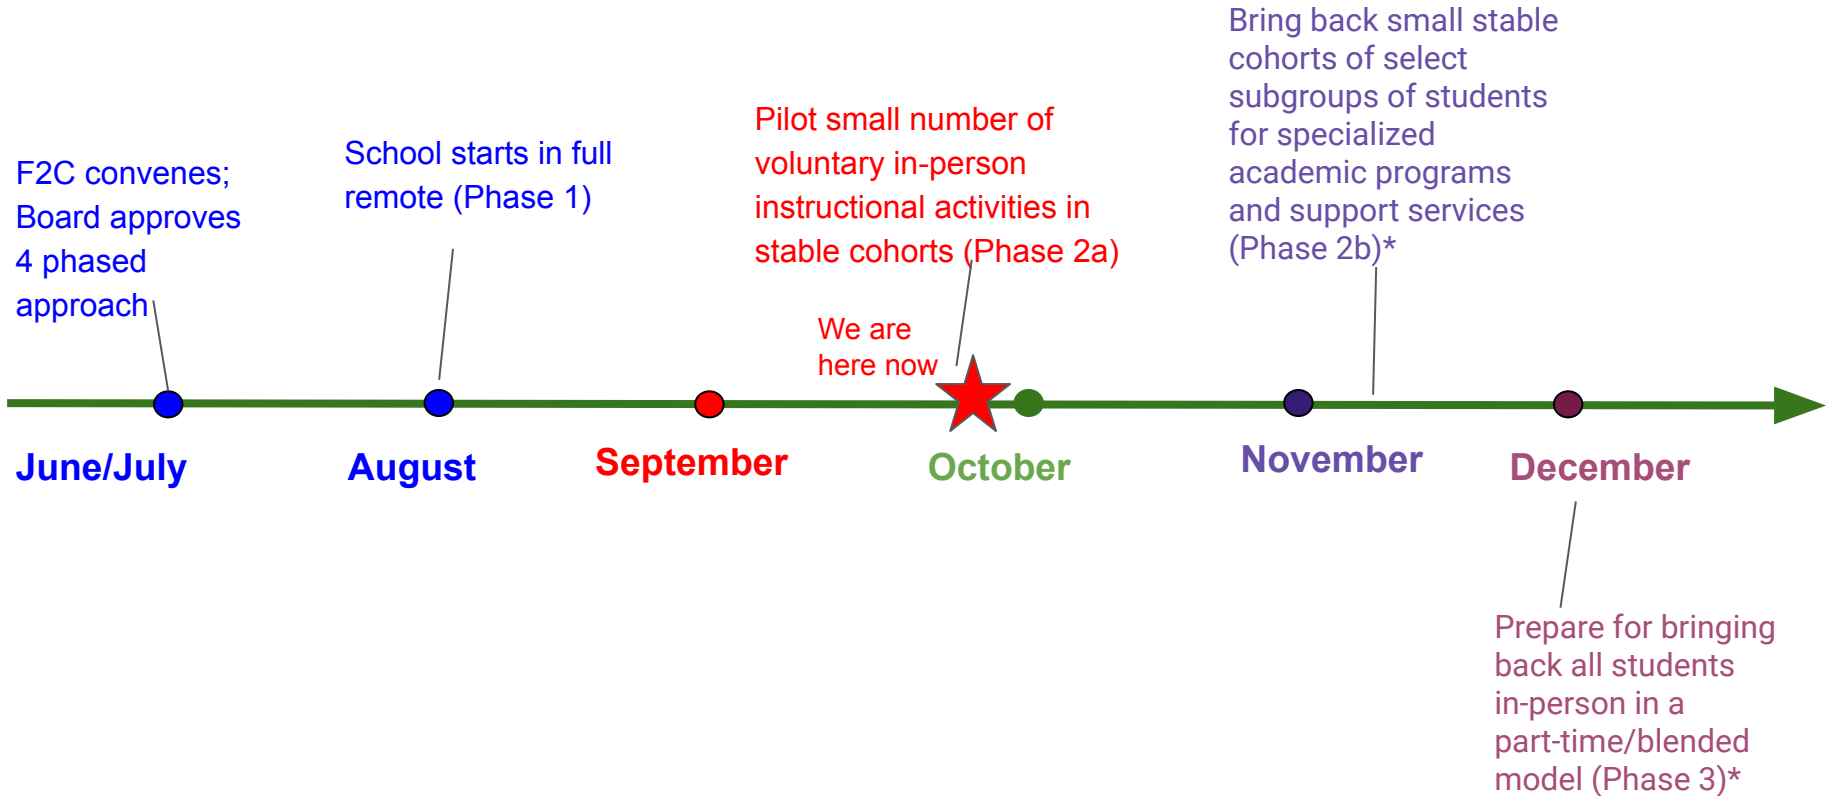 F2C convenes;
Board approves
4 phased
approach
School starts in full
remote (Phase 1)
Pilot small number of
voluntary in-person
instructional activities in
stable cohorts (Phase 2a)
We are
here now
Bring back small stable
cohorts of select
subgroups of students
for specialized
academic programs
and support services
(Phase 2b)*
June/July
August
September
October
November
December
Prepare for bringing
back all students
in-person in a
part-time/blended
model (Phase 3)*